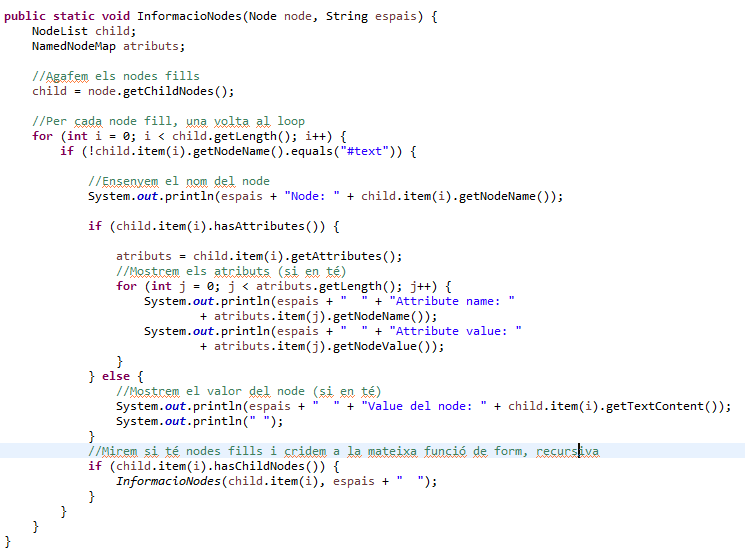 public static void InformacioNodes(Node node, String espais) {
    NodeList child;
    NamedNodeMap atributs;

    //Agafem els nodes fills
    child = node.getChildNodes();

    //Per cada node fill, una volta al loop
    for (int i = 0; i < child.getLength(); i++) {
        if (!child.item(i).getNodeName().equals("#text")) {

            //Ensenyem el nom del node
            System.out.println(espais + "Node: " + child.item(i).getNodeName());

            if (child.item(i).hasAttributes()) {

                atributs = child.item(i).getAttributes();
                //Mostrem els atributs (si en té)
                for (int j = 0; j < atributs.getLength(); j++) {
                    System.out.println(espais + "  " + "Attribute name: "
                            + atributs.item(j).getNodeName());
                    System.out.println(espais + "  " + "Attribute value: "
                            + atributs.item(j).getNodeValue());
                }
            } else {
                //Mostrem el valor del node (si en té)
                System.out.println(espais + "  " + "Value del node: " + child.item(i).getTextContent());
                System.out.println(" ");
            }
            //Mirem si té nodes fills i cridem a la mateixa funció de form, recursiva
            if (child.item(i).hasChildNodes()) {
                InformacioNodes(child.item(i), espais + "  ");
            }
        }
    }
}